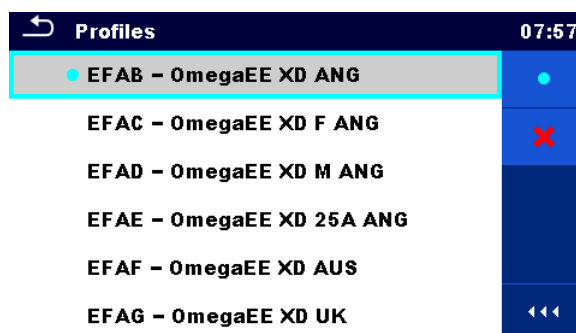 Profiles 07:57
EFAB – OmegaEE XD ANG
EFAC – OmegaEE XD F ANG
EFAD – OmegaEE XD M ANG
EFAE – OmegaEE XD 25A ANG
EFAF – OmegaEE XD AUS
EFAG – OmegaEE XD UK